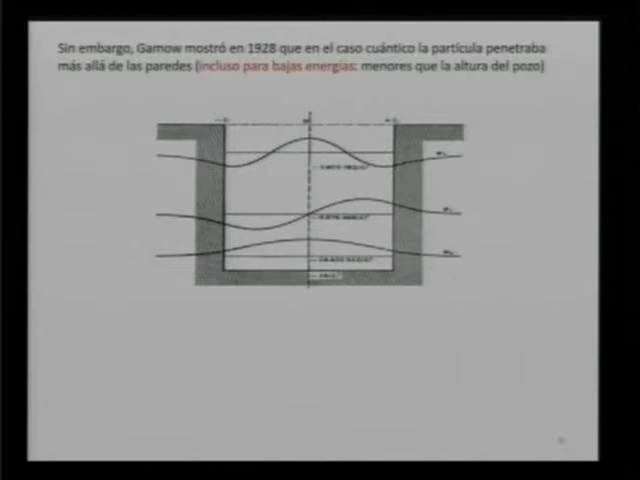 Sin embargo, Gamow mostró en 1928 que en el caso cuántico la partícula penetraba
más allá de las paredes (incluso para bajas energías: menores que la altura del pozo)